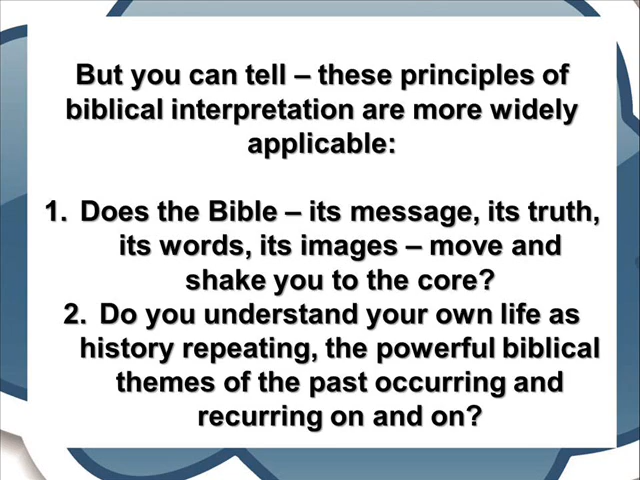 But you can tell – these principles of
biblical interpretation are more widely
applicable:
1. Does the Bible – its message, its truth,
its words, its images – move and
shake you to the core?
2. Do you understand your own life as
history repeating, the powerful biblical
themes of the past occurring and
recurring on and on?